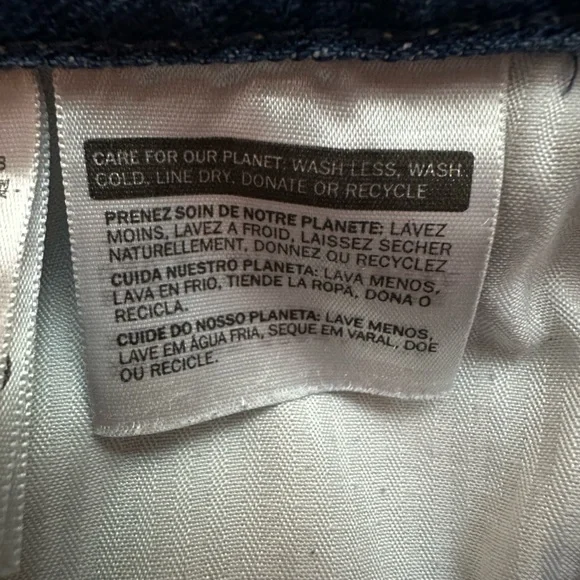 CARE FOR OUR PLANET: WASH LESS, WASH
COLD, LINE DRY, DONATE OR RECYCLE
PRENEZ SOIN DE NOTRE PLANETE: LAVEZ
MOINS, LAVEZ A FROID, LAISSEZ SECHER
NATURELLEMENT, DONNEZ OU RECYCLEZ
CUIDA NUESTRO PLANETA: LAVA MENOS,
LAVA EN FRIO, TIENDE LA ROPA, DONA O
RECICLA.
CUIDE DO NOSSO PLANETA: LAVE MENOS,
LAVE EM ÁGUA FRIA, SEQUE EM VARAL, DOE
OU RECICLE.